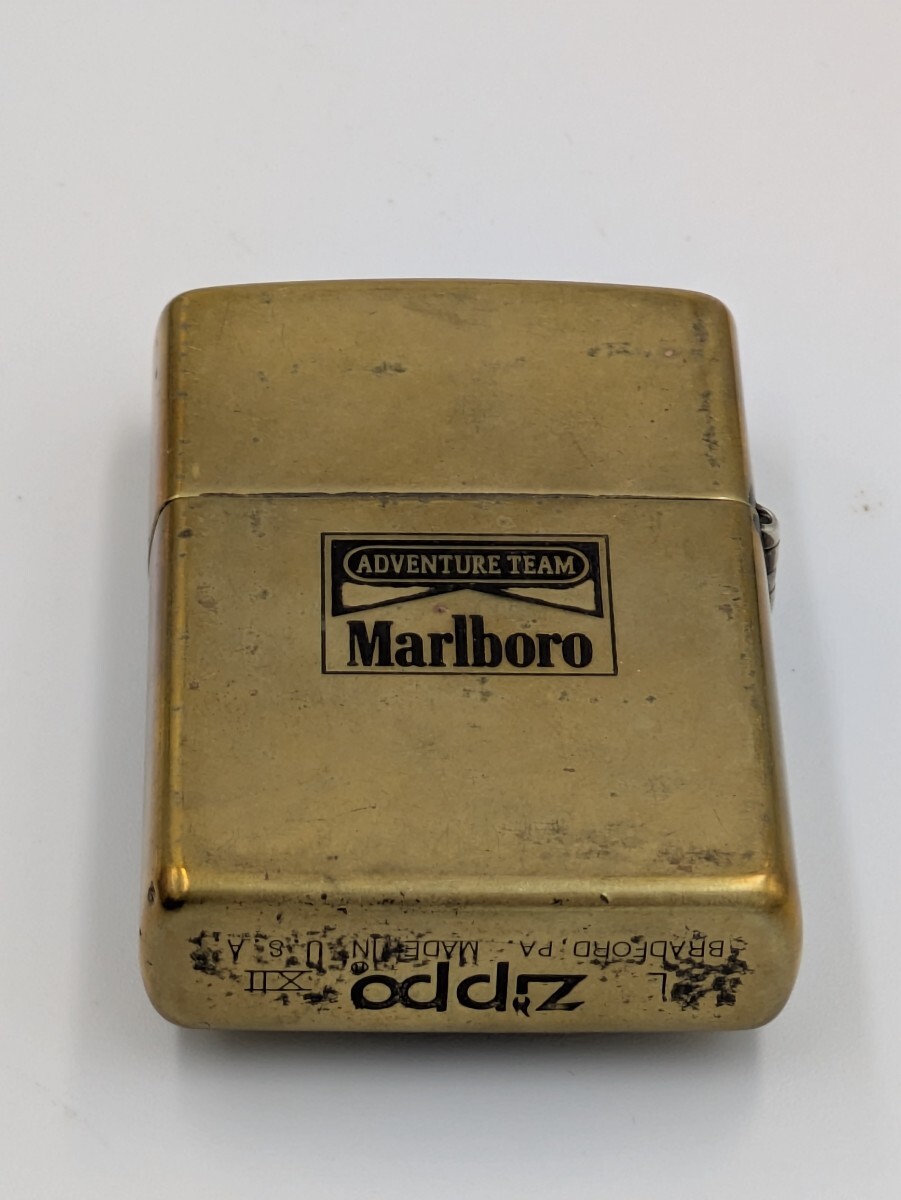 ADVENTURE TEAM
Marlboro
L Zippo® XII
BRADFORD, PA. MADE IN U.S.A